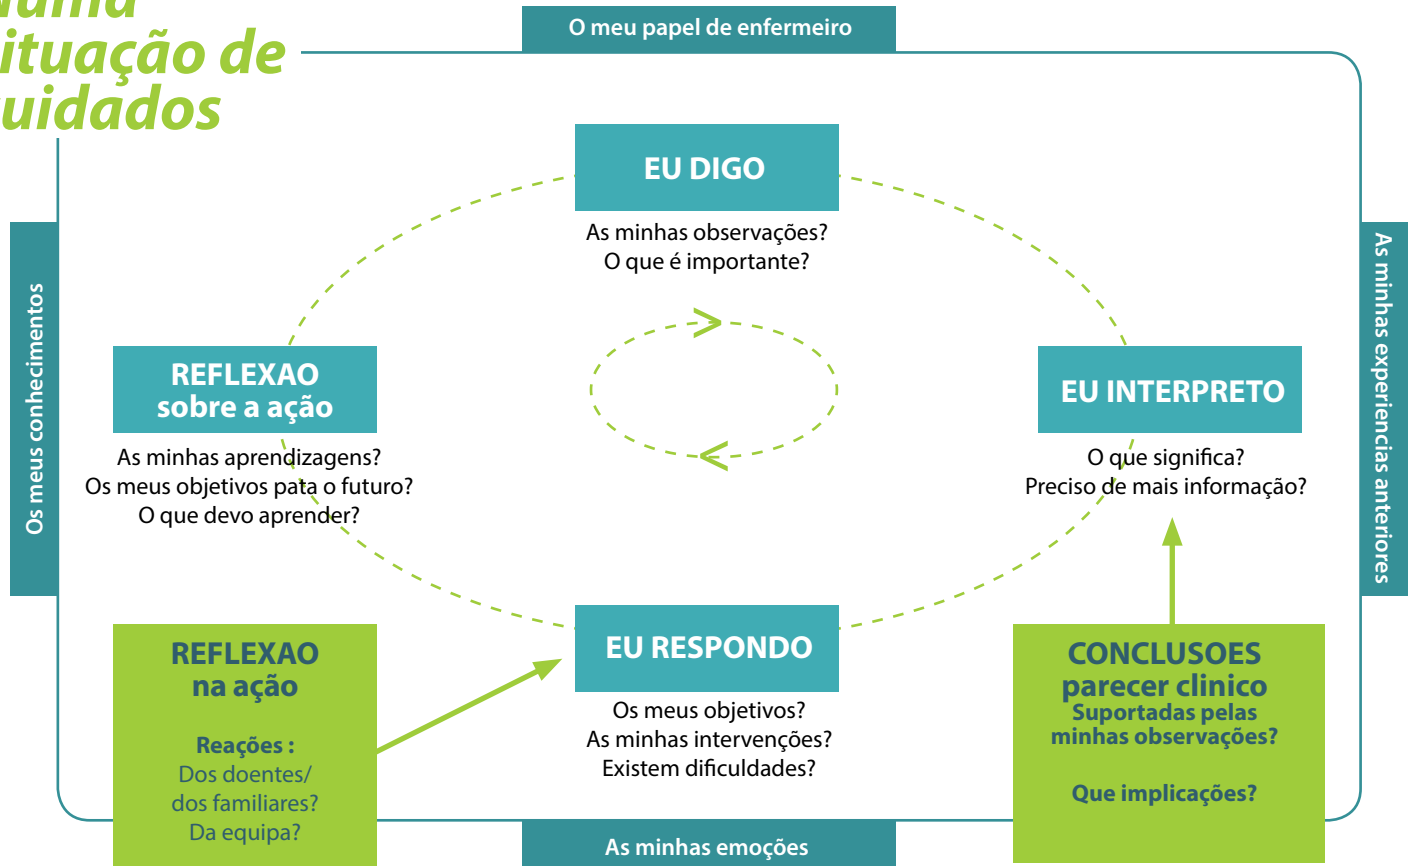 uma
ituação de
uidados
O meu papel de enfermeiro
EU DIGO
As minhas observações?
O que é importante?
Os meus conhecimentos
As minhas experiencias anteriores
REFLEXAO
sobre a ação
As minhas aprendizagens?
Os meus objetivos pata o futuro?
O que devo aprender?
EU INTERPRETO
O que significa?
Preciso de mais informação?
EU RESPONDO
Os meus objetivos?
As minhas intervenções?
Existem dificuldades?
REFLEXAO
na ação
Reações :
Dos doentes/
dos familiares?
Da equipa?
CONCLUSOES
parecer clinico
Suportadas pelas
minhas observações?
Que implicações?
As minhas emoções